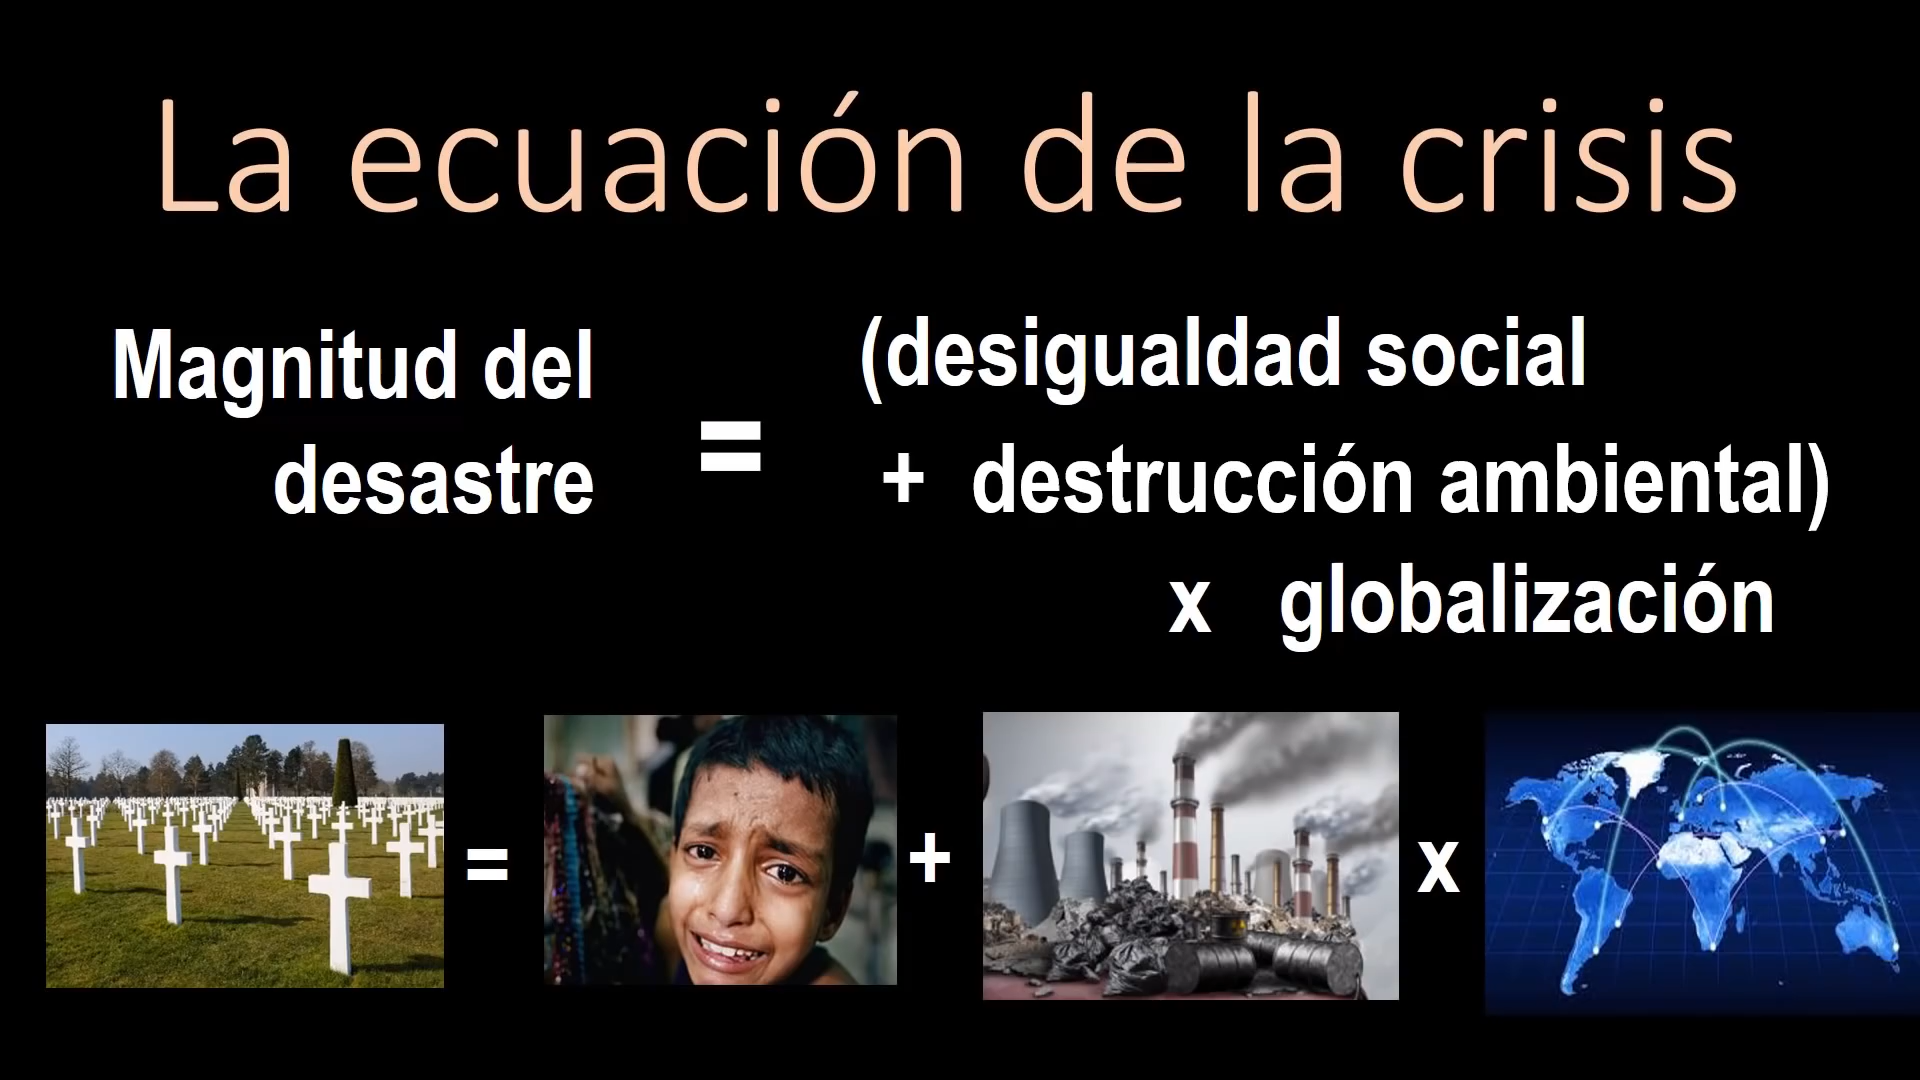 La ecuación de la crisis
Magnitud del
desastre
=
(desigualdad social
+ destrucción ambiental)
x globalización
= + x